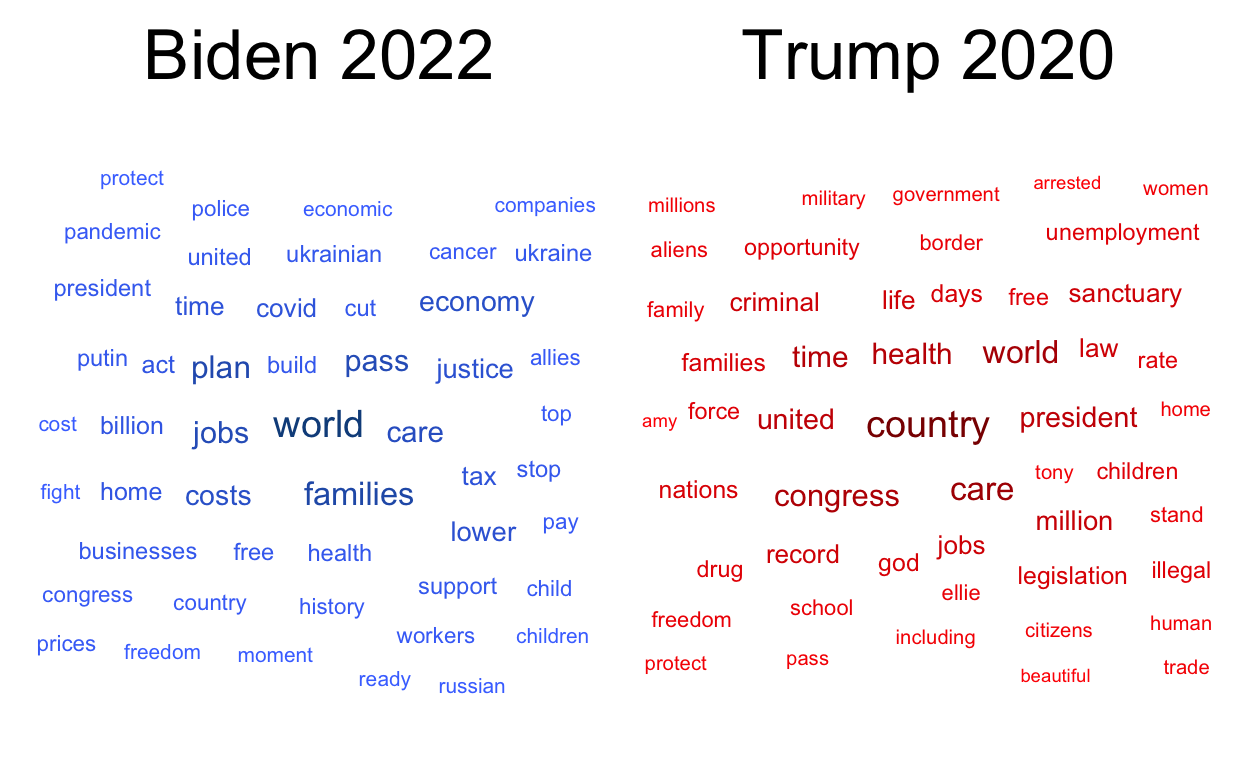 Biden 2022
protect
police economic companies
pandemic
united ukrainian cancer ukraine
president
time covid cut economy
putin act plan build pass justice allies
cost billion jobs world care top
fight home costs families tax stop
lower pay
businesses free health
congress country history support child
prices freedom moment workers children
ready russian
Trump 2020
millions military government arrested women
aliens opportunity border unemployment
family criminal life days free sanctuary
families time health world law rate
amy force united country president home
nations congress care tony children
million stand
drug record god jobs legislation illegal
freedom school ellie
including citizens human
protect pass beautiful trade